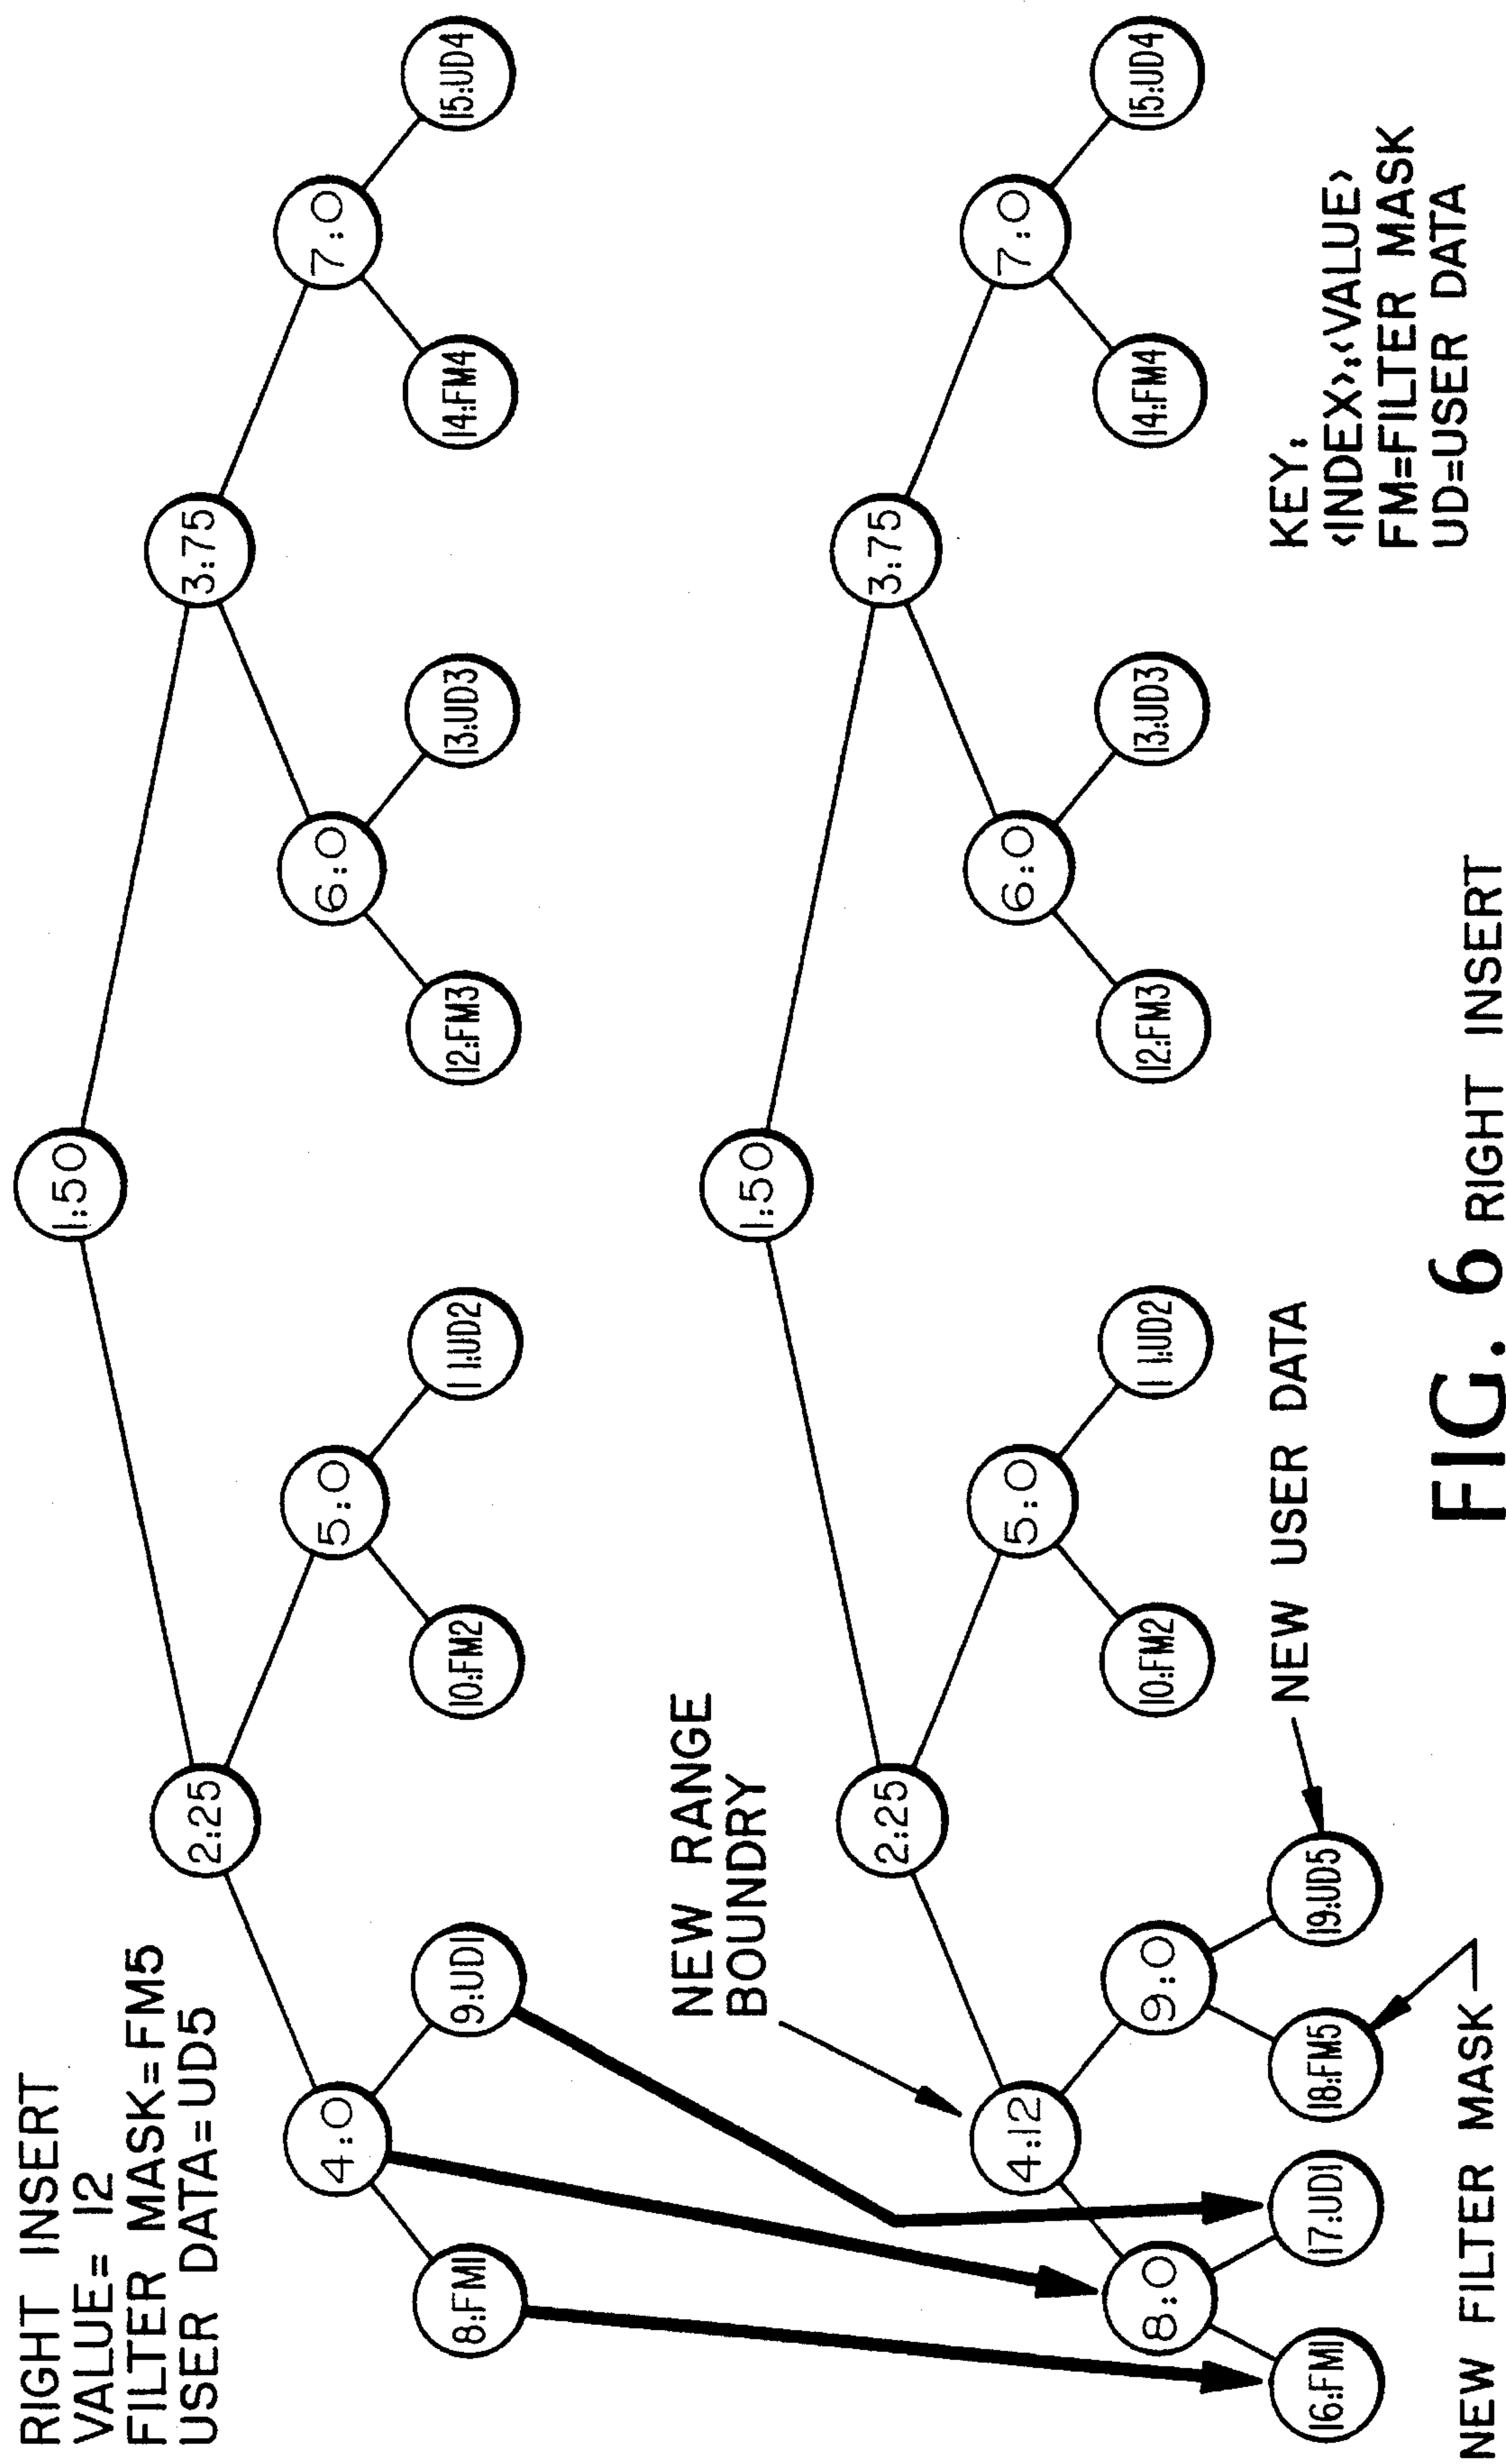 RIGHT INSERT
VALUE= 12
FILTER MASK=FM5
USER DATA=UD5
1:50
2:25
3:75
4:0
5:0
6:0
7:0
8:FM1
9:UD1
10:FM2
11:UD2
12:FM3
13:UD3
14:FM4
15:UD4
NEW RANGE
BOUNDRY
1:50
2:25
3:75
4:12
5:0
6:0
7:0
8:0
9:0
10:FM2
11:UD2
12:FM3
13:UD3
14:FM4
15:UD4
16:FM1
17:UD1
18:FM5
19:UD5
NEW USER DATA
NEW FILTER MASK
KEY:
<INDEX>:<VALUE>
FM=FILTER MASK
UD=USER DATA
FIG. 6 RIGHT INSERT